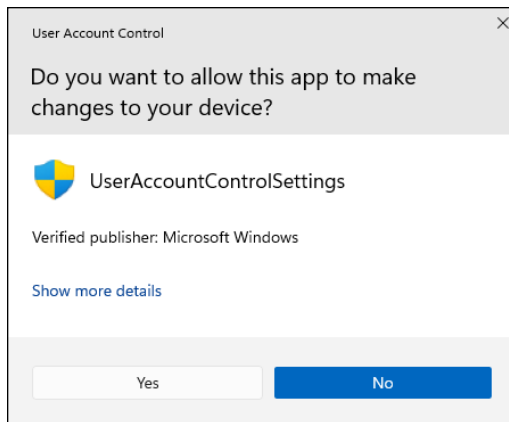 User Account Control
Do you want to allow this app to make
changes to your device?
UserAccountControlSettings
Verified publisher: Microsoft Windows
Show more details
Yes
No